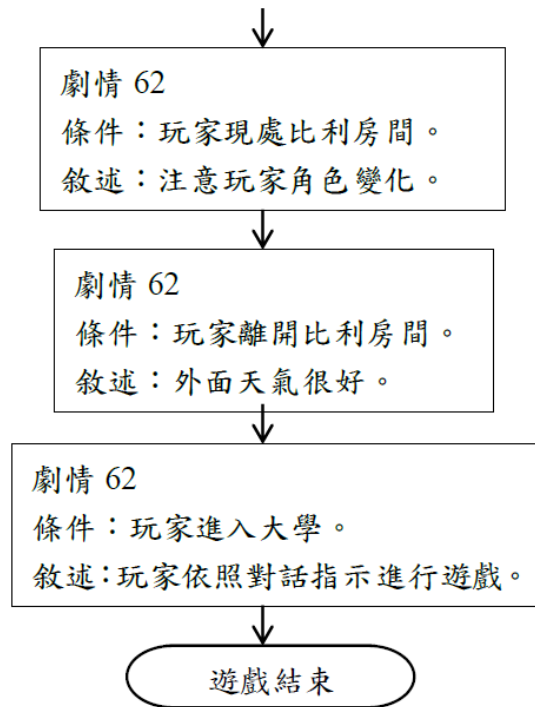 劇情 62
條件：玩家現處比利房間。
敘述：注意玩家角色變化。
劇情 62
條件：玩家離開比利房間。
敘述：外面天氣很好。
劇情 62
條件：玩家進入大學。
敘述：玩家依照對話指示進行遊戲。
遊戲結束